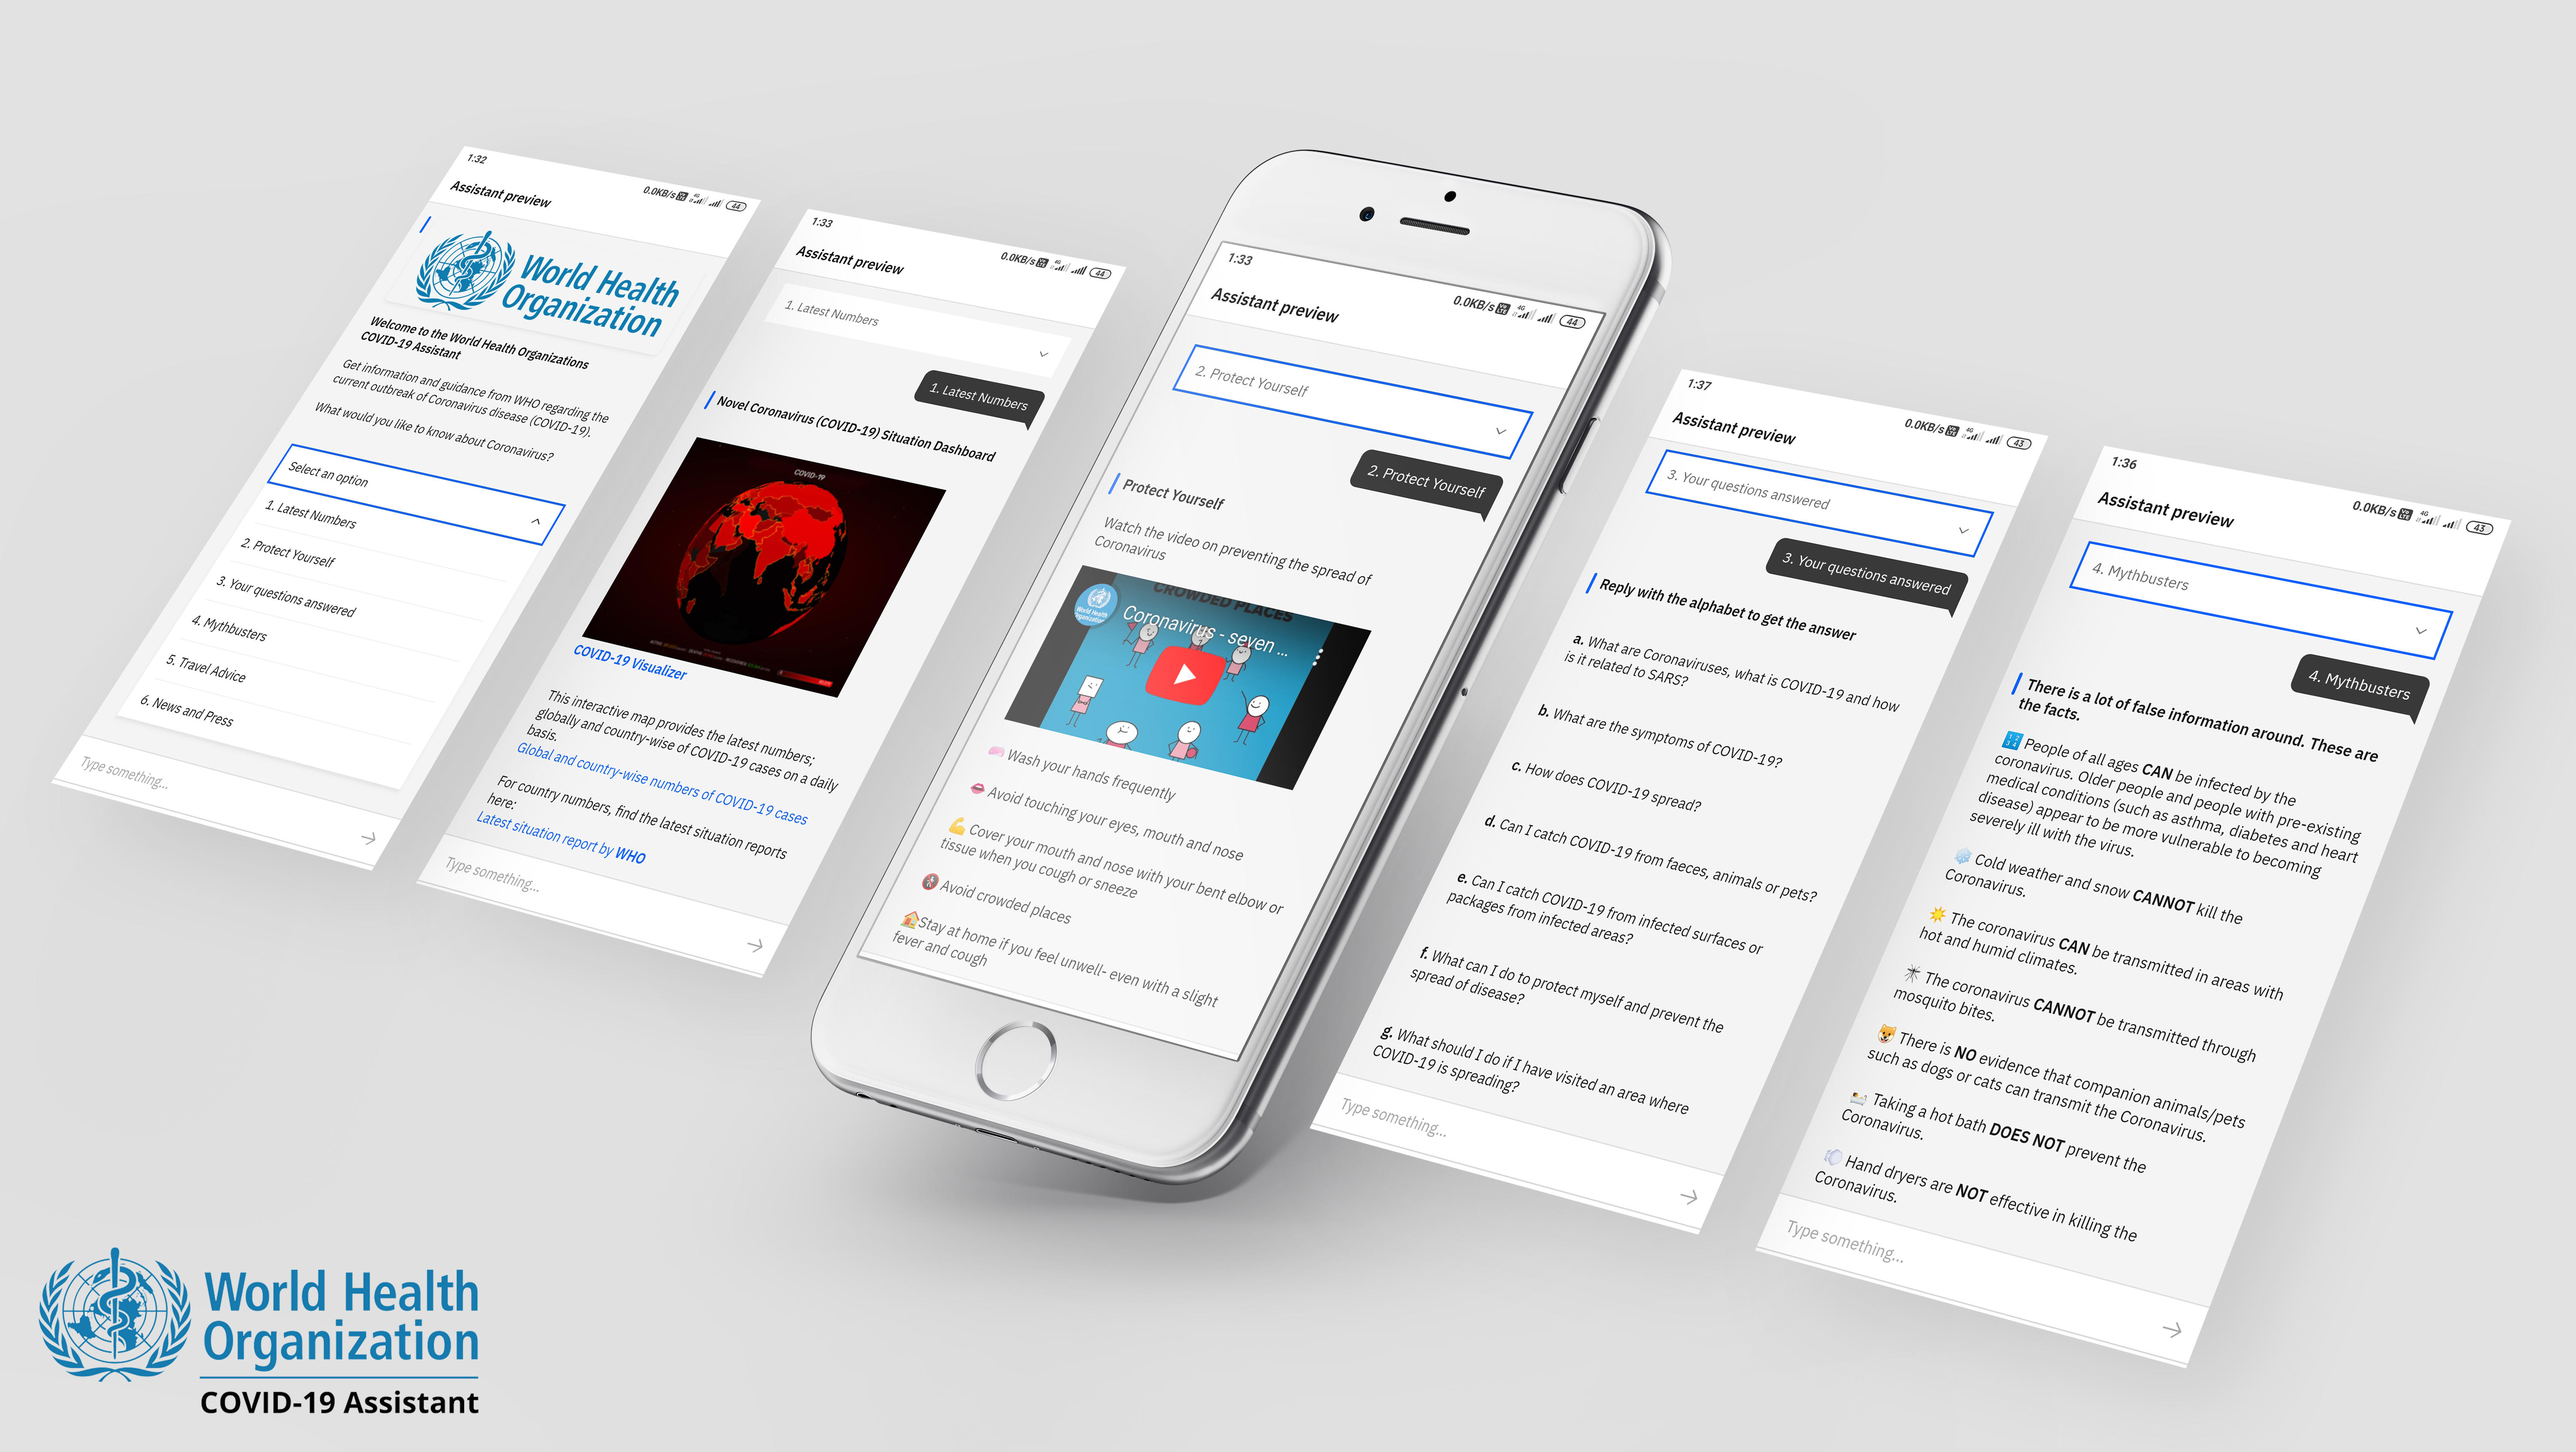 1:32
0.0KB/s 4G 44
Assistant preview
World Health
Organization
Welcome to the World Health Organizations
COVID-19 Assistant
Get information and guidance from WHO regarding the
current outbreak of Coronavirus disease (COVID-19).
What would you like to know about Coronavirus?
Select an option
1. Latest Numbers
2. Protect Yourself
3. Your questions answered
4. Mythbusters
5. Travel Advice
6. News and Press
Type something...
1:33
0.0KB/s 4G 44
Assistant preview
1. Latest Numbers
1. Latest Numbers
Novel Coronavirus (COVID-19) Situation Dashboard
COVID-19
COVID-19 Visualizer
This interactive map provides the latest numbers;
globally and country-wise of COVID-19 cases on a daily
basis.
Global and country-wise numbers of COVID-19 cases
For country numbers, find the latest situation reports
here:
Latest situation report by WHO
Type something...
1:33
0.0KB/s 4G 44
Assistant preview
2. Protect Yourself
2. Protect Yourself
Protect Yourself
Watch the video on preventing the spread of
Coronavirus
CROWDED PLACES
World Health
Organization
Coronavirus - seven ...
Wash your hands frequently
Avoid touching your eyes, mouth and nose
Cover your mouth and nose with your bent elbow or
tissue when you cough or sneeze
Avoid crowded places
Stay at home if you feel unwell- even with a slight
fever and cough
1:37
0.0KB/s 4G 43
Assistant preview
3. Your questions answered
3. Your questions answered
Reply with the alphabet to get the answer
a. What are Coronaviruses, what is COVID-19 and how
is it related to SARS?
b. What are the symptoms of COVID-19?
c. How does COVID-19 spread?
d. Can I catch COVID-19 from faeces, animals or pets?
e. Can I catch COVID-19 from infected surfaces or
packages from infected areas?
f. What can I do to protect myself and prevent the
spread of disease?
g. What should I do if I have visited an area where
COVID-19 is spreading?
Type something...
1:36
0.0KB/s 4G 43
Assistant preview
4. Mythbusters
4. Mythbusters
There is a lot of false information around. These are
the facts.
People of all ages CAN be infected by the
coronavirus. Older people and people with pre-existing
medical conditions (such as asthma, diabetes and heart
disease) appear to be more vulnerable to becoming
severely ill with the virus.
Cold weather and snow CANNOT kill the
Coronavirus.
The coronavirus CAN be transmitted in areas with
hot and humid climates.
The coronavirus CANNOT be transmitted through
mosquito bites.
There is NO evidence that companion animals/pets
such as dogs or cats can transmit the Coronavirus.
Taking a hot bath DOES NOT prevent the
Coronavirus.
Hand dryers are NOT effective in killing the
Coronavirus.
Type something...
World Health
Organization
COVID-19 Assistant